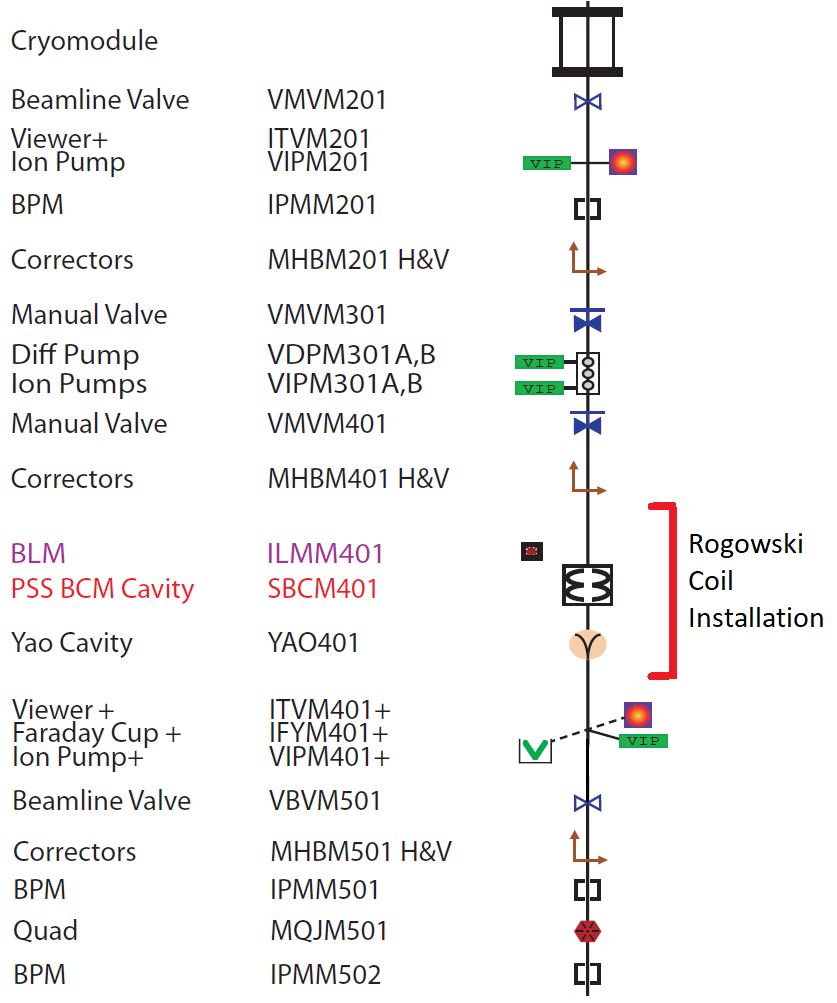 Cryomodule
Beamline Valve VMVM201
Viewer+ ITVM201
Ion Pump VIPM201
VIP
BPM IPMM201
Correctors MHBM201 H&V
Manual Valve VMVM301
Diff Pump VDPM301A,B
VIP
Ion Pumps VIPM301A,B
VIP
Manual Valve VMVM401
Correctors MHBM401 H&V
BLM ILMM401
PSS BCM Cavity SBCM401
Rogowski
Coil
Installation
Yao Cavity YAO401
Viewer + ITVM401+
Faraday Cup + IFYM401+
VIP
Ion Pump+ VIPM401+
Beamline Valve VBVM501
Correctors MHBM501 H&V
BPM IPMM501
Quad MQJM501
BPM IPMM502